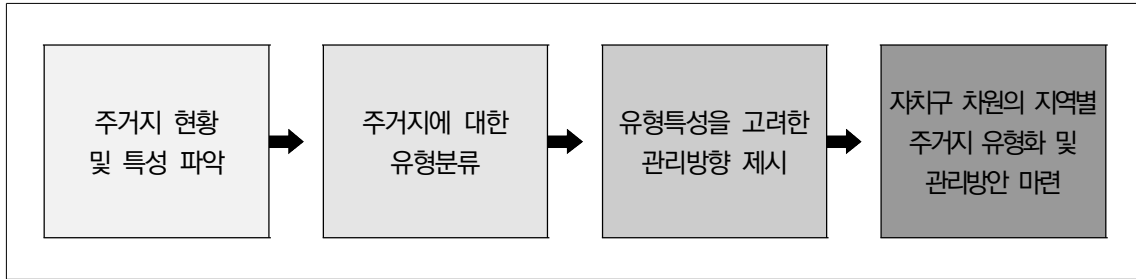 주거지 현황
및 특성 파악
주거지에 대한
유형분류
유형특성을 고려한
관리방향 제시
자치구 차원의 지역별
주거지 유형화 및
관리방안 마련